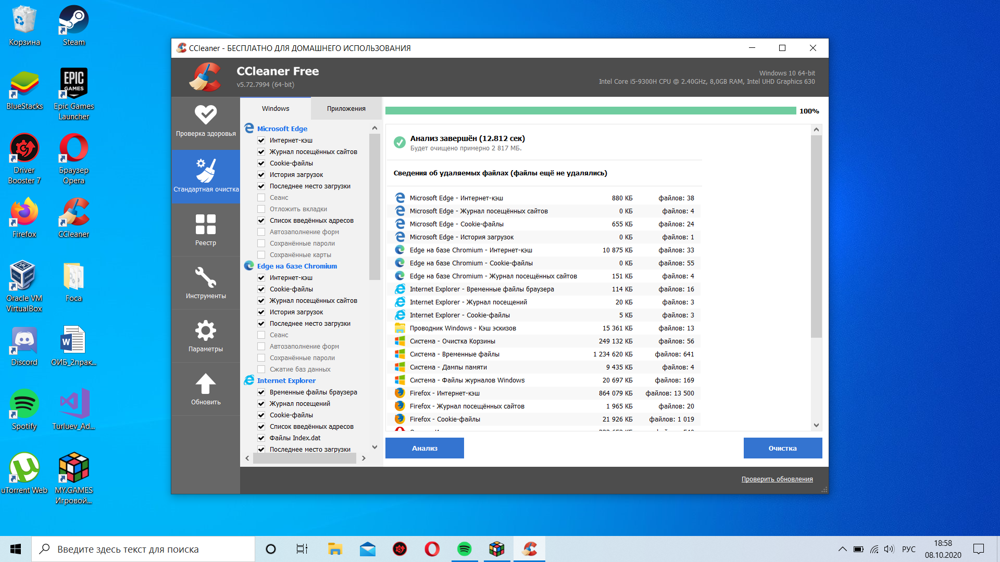 Корзина
Steam
BlueStacks
EPIC
GAMES
Epic Games
Launcher
Driver
Booster 7
Браузер
Opera
Firefox
CCleaner
Oracle VM
VirtualBox
Foca
Discord
W
ОИБ_2прак...
Spotify
Turluev_Ad...
uTorrent Web
MY.GAMES
Игровой...
CCleaner - БЕСПЛАТНО ДЛЯ ДОМАШНЕГО ИСПОЛЬЗОВАНИЯ
CCleaner Free
v5.72.7994 (64-bit)
Windows 10 64-bit
Intel Core i5-9300H CPU @ 2.40GHz, 8,0GB RAM, Intel UHD Graphics 630
Проверка здоровья
Стандартная очистка
Реестр
Инструменты
Параметры
Обновить
Windows
Приложения
Microsoft Edge
Интернет-кэш
Журнал посещённых сайтов
Cookie-файлы
История загрузок
Последнее место загрузки
Сеанс
Отложить вкладки
Список введённых адресов
Автозаполнение форм
Сохранённые пароли
Сохранённые карты
Edge на базе Chromium
Интернет-кэш
Cookie-файлы
Журнал посещённых сайтов
История загрузок
Последнее место загрузки
Сеанс
Автозаполнение форм
Сохранённые пароли
Сжатие баз данных
Internet Explorer
Временные файлы браузера
Журнал посещений
Cookie-файлы
Список введённых адресов
Файлы Index.dat
Последнее место загрузки
100%
Анализ завершён (12.812 сек)
Будет очищено примерно 2 817 МБ.
Сведения об удаляемых файлах (файлы ещё не удалялись)
Microsoft Edge - Интернет-кэш 880 КБ файлов: 38
Microsoft Edge - Журнал посещённых сайтов 0 КБ файлов: 4
Microsoft Edge - Cookie-файлы 655 КБ файлов: 24
Microsoft Edge - История загрузок 0 КБ файлов: 1
Edge на базе Chromium - Интернет-кэш 10 875 КБ файлов: 33
Edge на базе Chromium - Cookie-файлы 0 КБ файлов: 55
Edge на базе Chromium - Журнал посещённых сайтов 151 КБ файлов: 4
Internet Explorer - Временные файлы браузера 114 КБ файлов: 16
Internet Explorer - Журнал посещений 20 КБ файлов: 3
Internet Explorer - Cookie-файлы 5 КБ файлов: 3
Проводник Windows - Кэш эскизов 15 361 КБ файлов: 13
Система - Очистка Корзины 249 132 КБ файлов: 56
Система - Временные файлы 1 234 620 КБ файлов: 641
Система - Дампы памяти 9 435 КБ файлов: 4
Система - Файлы журналов Windows 20 697 КБ файлов: 169
Firefox - Интернет-кэш 864 079 КБ файлов: 13 500
Firefox - Журнал посещённых сайтов 1 965 КБ файлов: 20
Firefox - Cookie-файлы 21 926 КБ файлов: 1 019
Анализ
Очистка
Проверить обновления
Введите здесь текст для поиска
РУС
18:58
08.10.2020